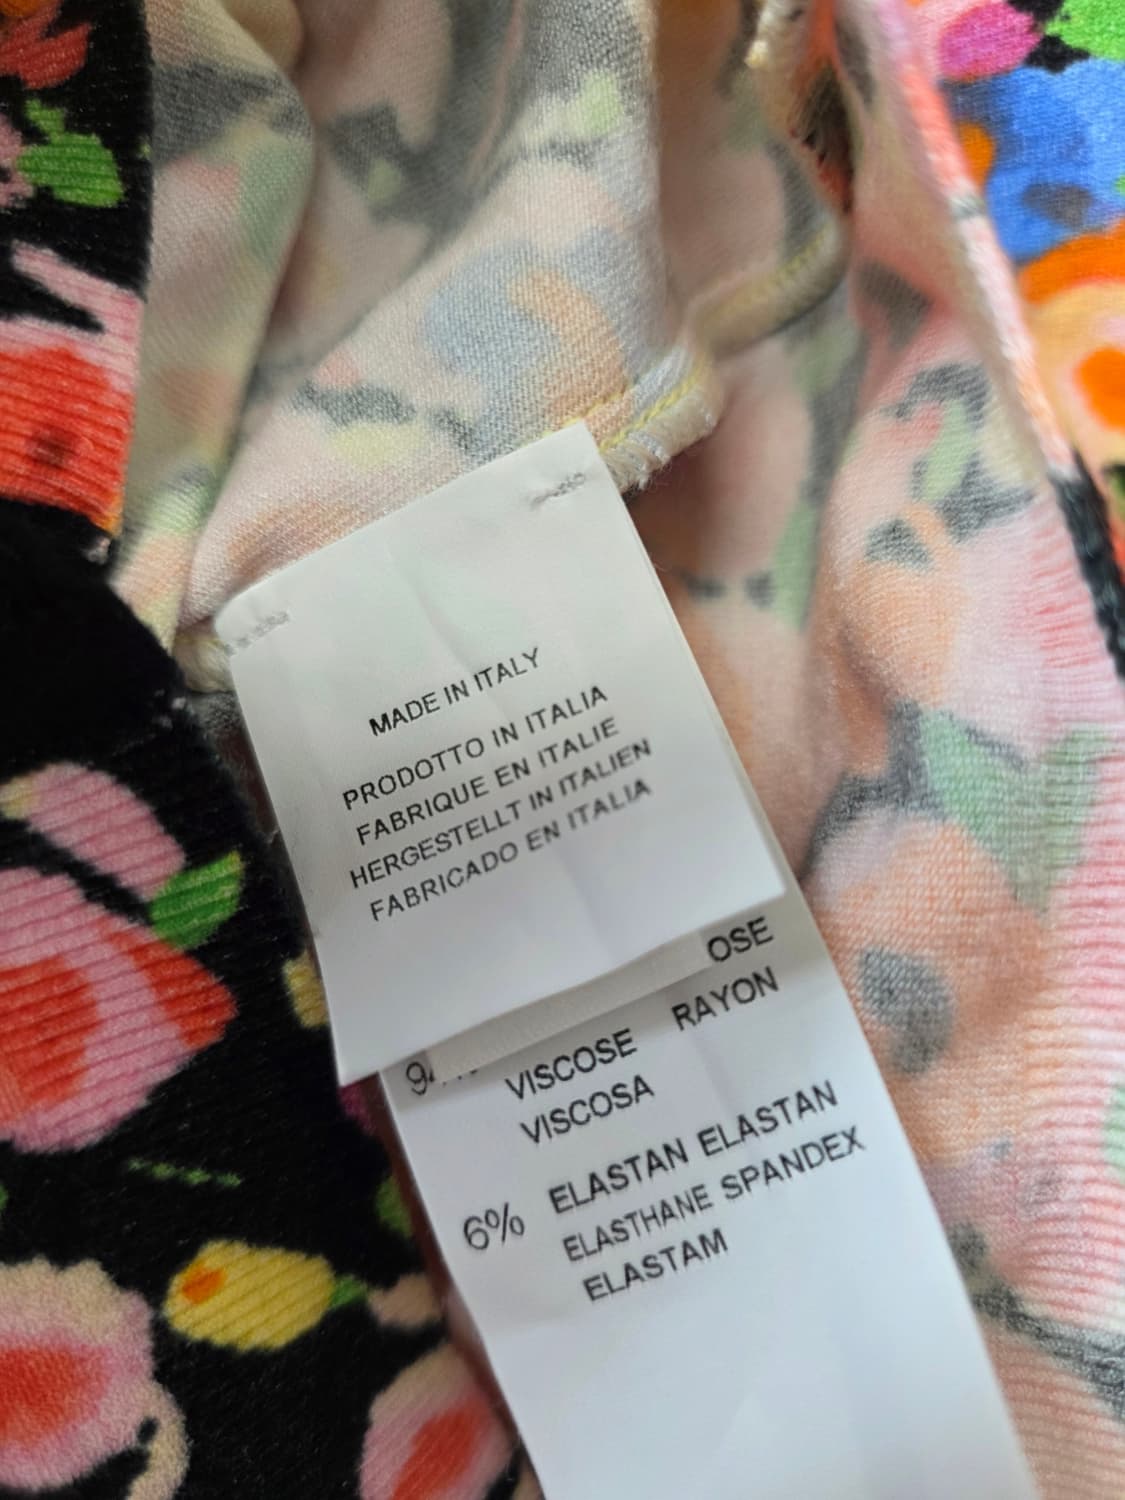 MADE IN ITALY
PRODOTTO IN ITALIA
FABRIQUE EN ITALIE
HERGESTELLT IN ITALIEN
FABRICADO EN ITALIA
OSE
VISCOSE RAYON
VISCOSA
6% ELASTAN ELASTAN
ELASTHANE SPANDEX
ELASTAM